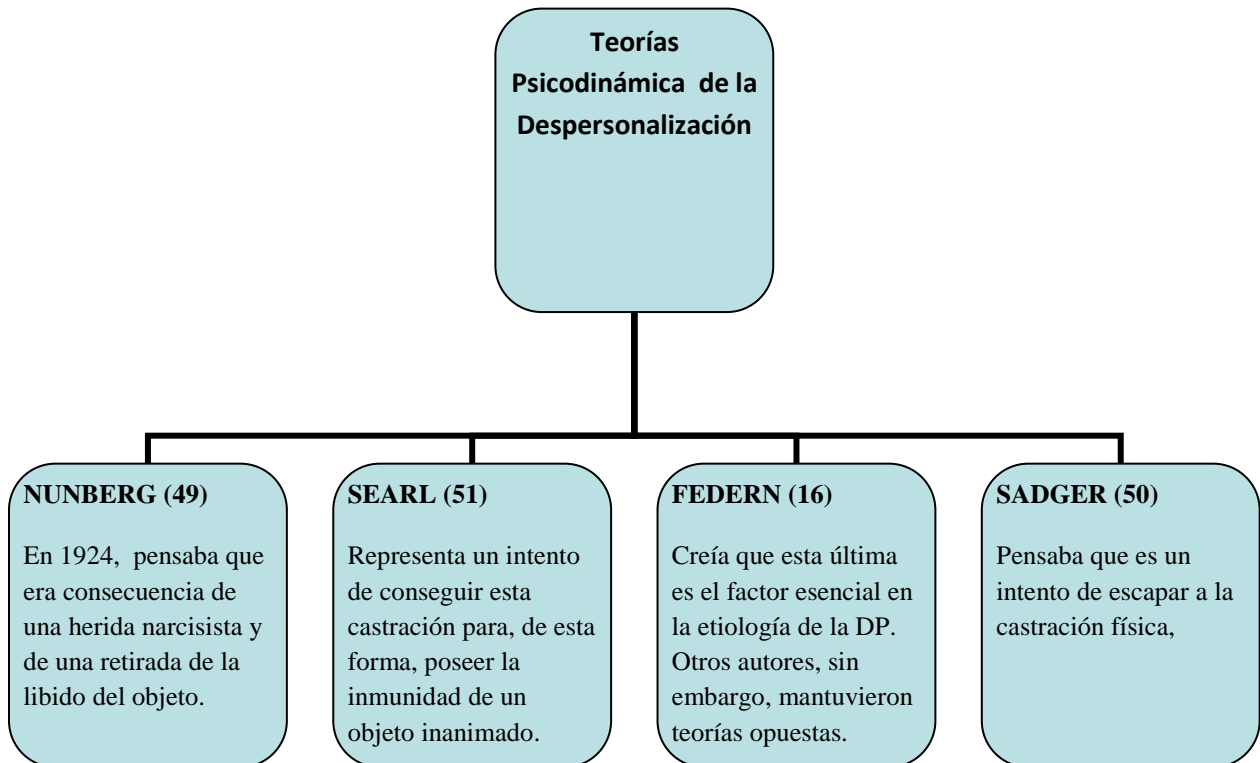 Teorías
Psicodinámica de la
Despersonalización
NUNBERG (49)
En 1924, pensaba que
era consecuencia de
una herida narcisista y
de una retirada de la
libido del objeto.
SEARL (51)
Representa un intento
de conseguir esta
castración para, de esta
forma, poseer la
inmunidad de un
objeto inanimado.
FEDERN (16)
Creía que esta última
es el factor esencial en
la etiología de la DP.
Otros autores, sin
embargo, mantuvieron
teorías opuestas.
SADGER (50)
Pensaba que es un
intento de escapar a la
castración física,